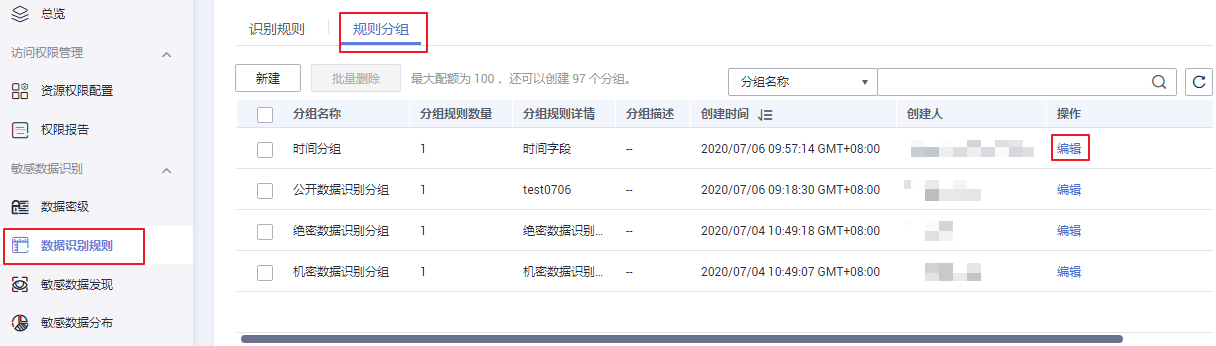 总览
访问权限管理
资源权限配置
权限报告
敏感数据识别
数据密级
数据识别规则
敏感数据发现
敏感数据分布
识别规则 规则分组
新建 批量删除 最大配额为 100 ，还可以创建 97 个分组。 分组名称
分组名称 分组规则数量 分组规则详情 分组描述 创建时间 创建人 操作
时间分组 1 时间字段 -- 2020/07/06 09:57:14 GMT+08:00 编辑
公开数据识别分组 1 test0706 -- 2020/07/06 09:18:30 GMT+08:00 编辑
绝密数据识别分组 1 绝密数据识别... -- 2020/07/04 10:49:18 GMT+08:00 编辑
机密数据识别分组 1 机密数据识别... -- 2020/07/04 10:49:07 GMT+08:00 编辑